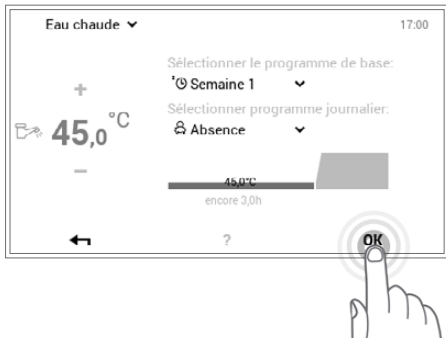 Eau chaude
17:00
Sélectionner le programme de base:
Semaine 1
+
Sélectionner programme journalier:
45,0°C
Absence
−
45,0°C
encore 3,0h
?
OK